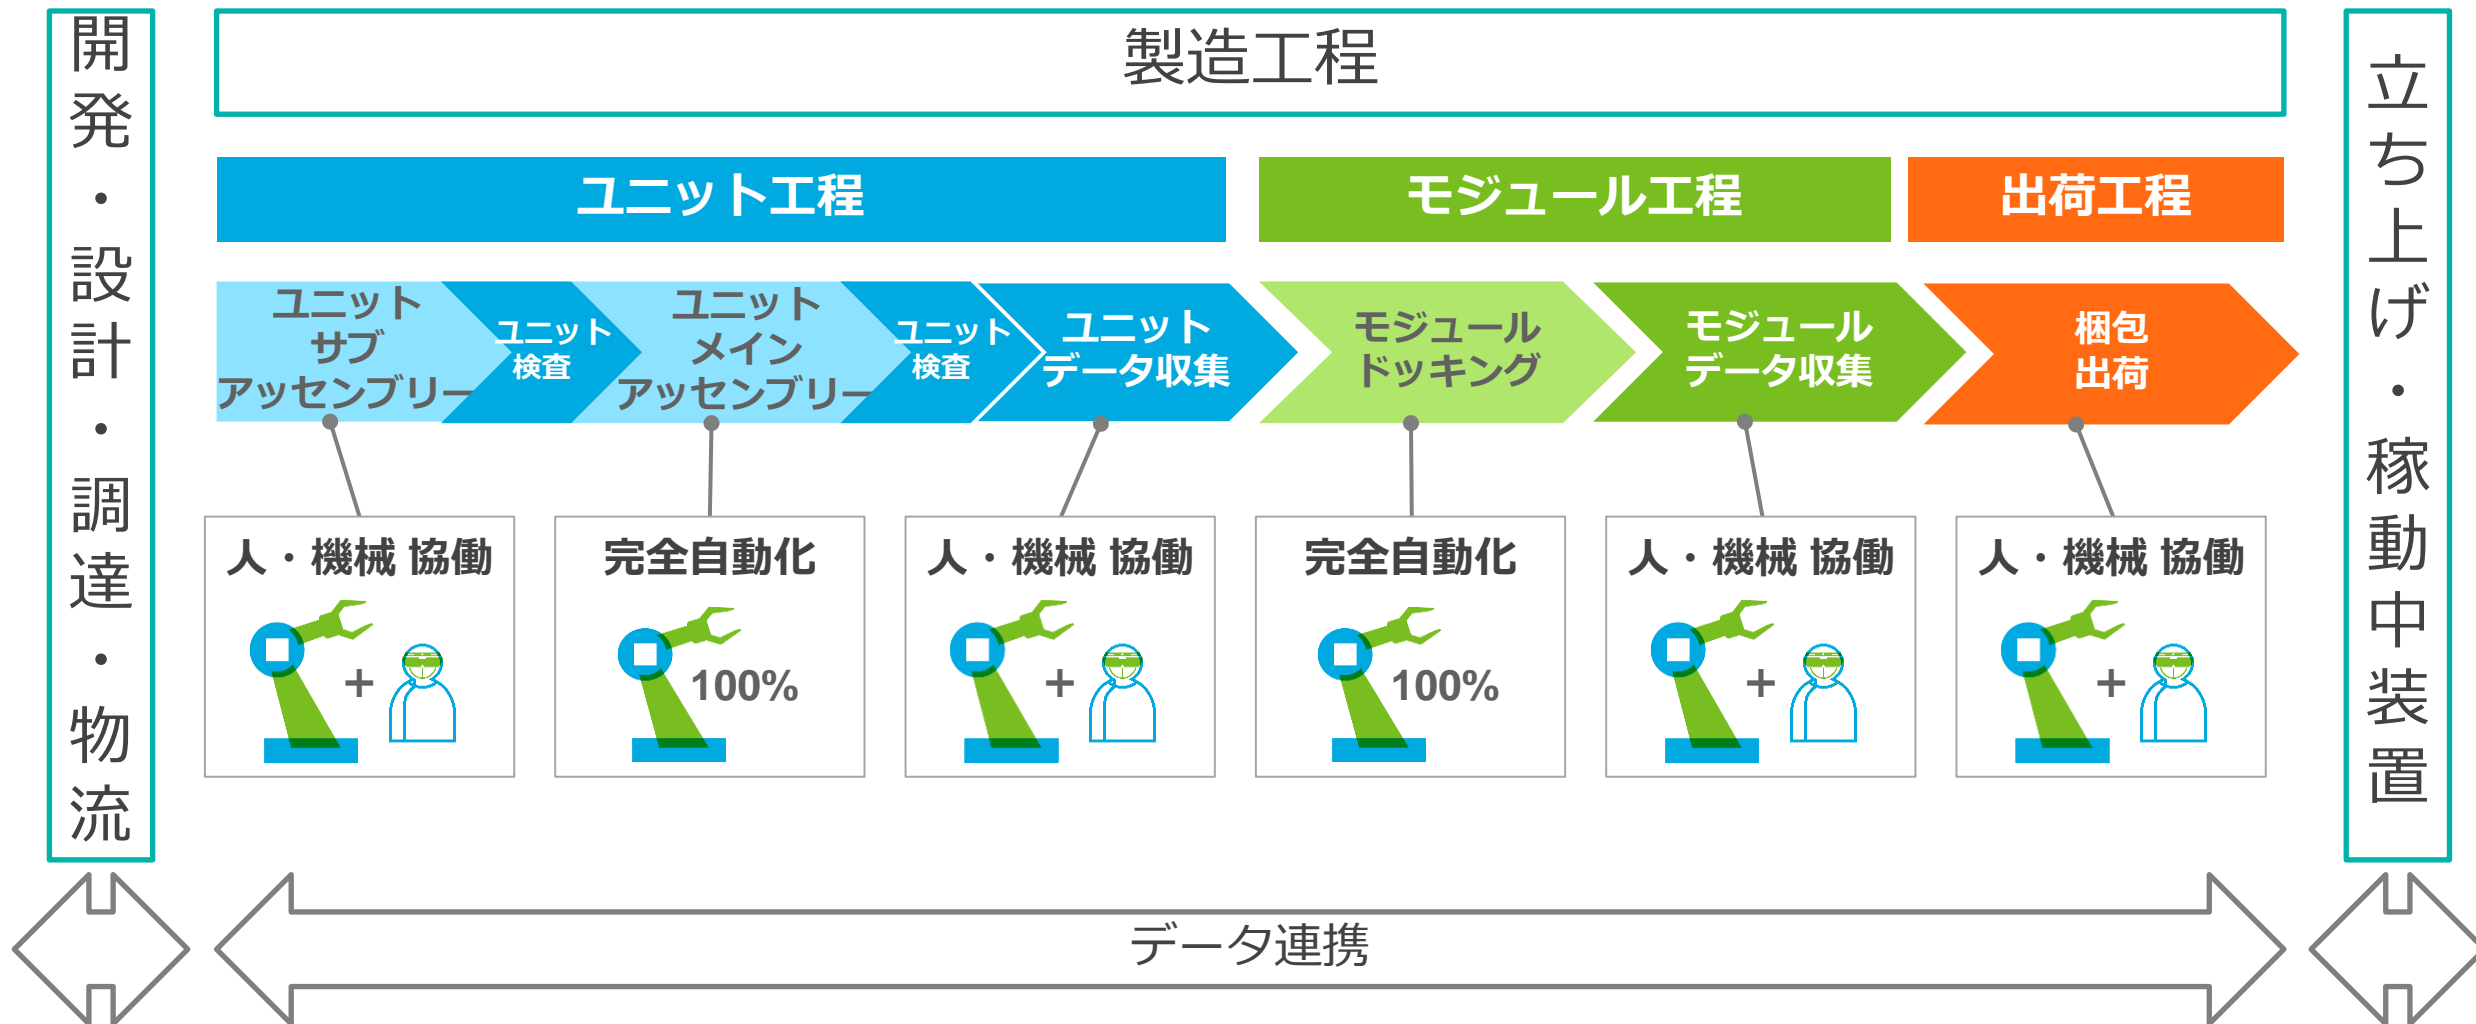 開発・設計・調達・物流
製造工程
立ち上げ・稼動中装置
ユニット工程
モジュール工程
出荷工程
ユニット
サブ
アッセンブリー
ユニット
検査
ユニット
メイン
アッセンブリー
ユニット
検査
ユニット
データ収集
モジュール
ドッキング
モジュール
データ収集
梱包
出荷
人・機械 協働
+
完全自動化
100%
人・機械 協働
+
完全自動化
100%
人・機械 協働
+
人・機械 協働
+
データ連携